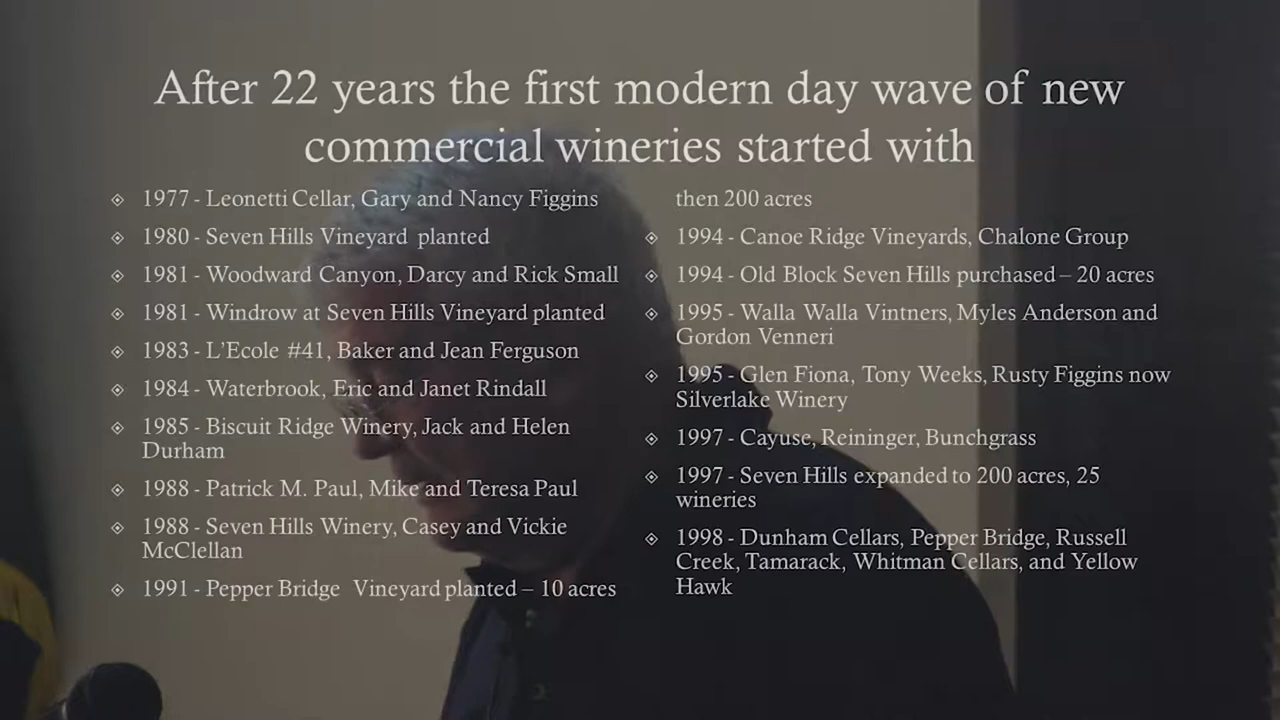 After 22 years the first modern day wave of new
commercial wineries started with
1977 - Leonetti Cellar, Gary and Nancy Figgins
1980 - Seven Hills Vineyard planted
1981 - Woodward Canyon, Darcy and Rick Small
1981 - Windrow at Seven Hills Vineyard planted
1983 - L'Ecole #41, Baker and Jean Ferguson
1984 - Waterbrook, Eric and Janet Rindall
1985 - Biscuit Ridge Winery, Jack and Helen
Durham
1988 - Patrick M. Paul, Mike and Teresa Paul
1988 - Seven Hills Winery, Casey and Vickie
McClellan
1991 - Pepper Bridge Vineyard planted – 10 acres
then 200 acres
1994 - Canoe Ridge Vineyards, Chalone Group
1994 - Old Block Seven Hills purchased – 20 acres
1995 - Walla Walla Vintners, Myles Anderson and
Gordon Venneri
1995 - Glen Fiona, Tony Weeks, Rusty Figgins now
Silverlake Winery
1997 - Cayuse, Reininger, Bunchgrass
1997 - Seven Hills expanded to 200 acres, 25
wineries
1998 - Dunham Cellars, Pepper Bridge, Russell
Creek, Tamarack, Whitman Cellars, and Yellow
Hawk